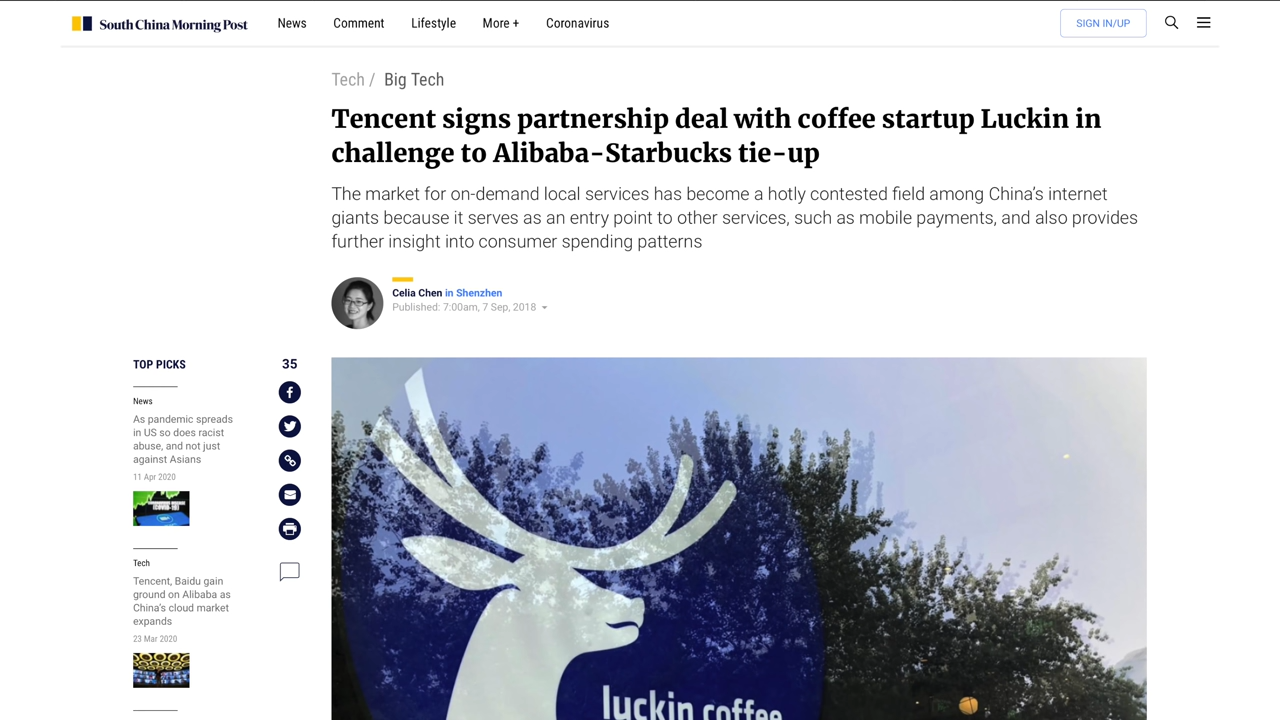 South China Morning Post
News
Comment
Lifestyle
More +
Coronavirus
SIGN IN/UP
Tech / Big Tech
Tencent signs partnership deal with coffee startup Luckin in
challenge to Alibaba-Starbucks tie-up
The market for on-demand local services has become a hotly contested field among China’s internet
giants because it serves as an entry point to other services, such as mobile payments, and also provides
further insight into consumer spending patterns
Celia Chen in Shenzhen
Published: 7:00am, 7 Sep, 2018
TOP PICKS
News
As pandemic spreads
in US so does racist
abuse, and not just
against Asians
11 Apr 2020
Tech
Tencent, Baidu gain
ground on Alibaba as
China’s cloud market
expands
23 Mar 2020
35
luckin coffee